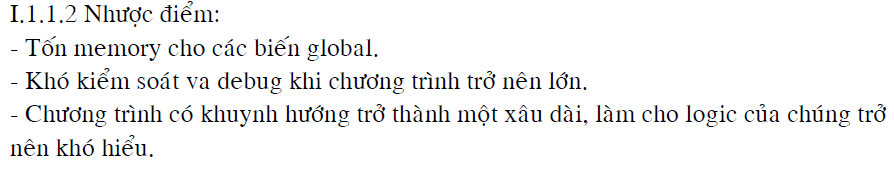 I.1.1.2 Nhược điểm:
- Tốn memory cho các biến global.
- Khó kiểm soát va debug khi chương trình trở nên lớn.
- Chương trình có khuynh hướng trở thành một xâu dài, làm cho logic của chúng trở
nên khó hiểu.